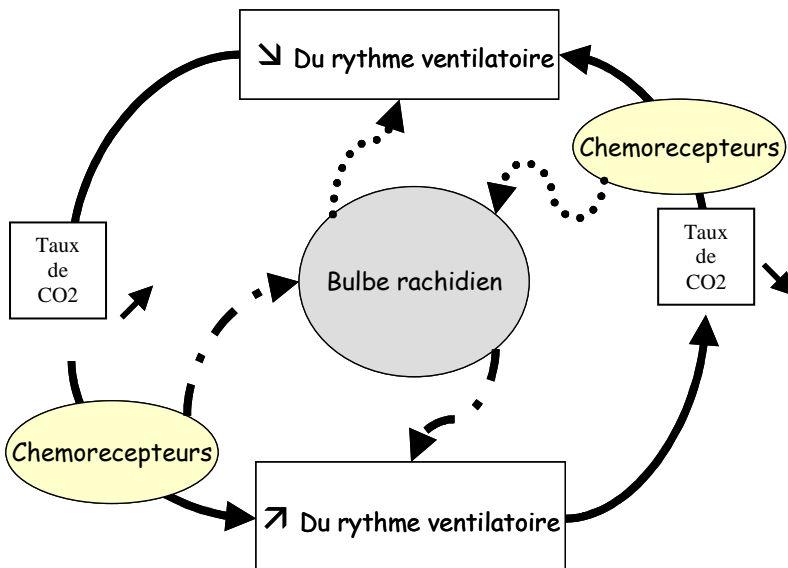 ↘ Du rythme ventilatoire
Chemorecepteurs
Taux
de
CO2
Taux
de
CO2
Bulbe rachidien
Chemorecepteurs
↗ Du rythme ventilatoire